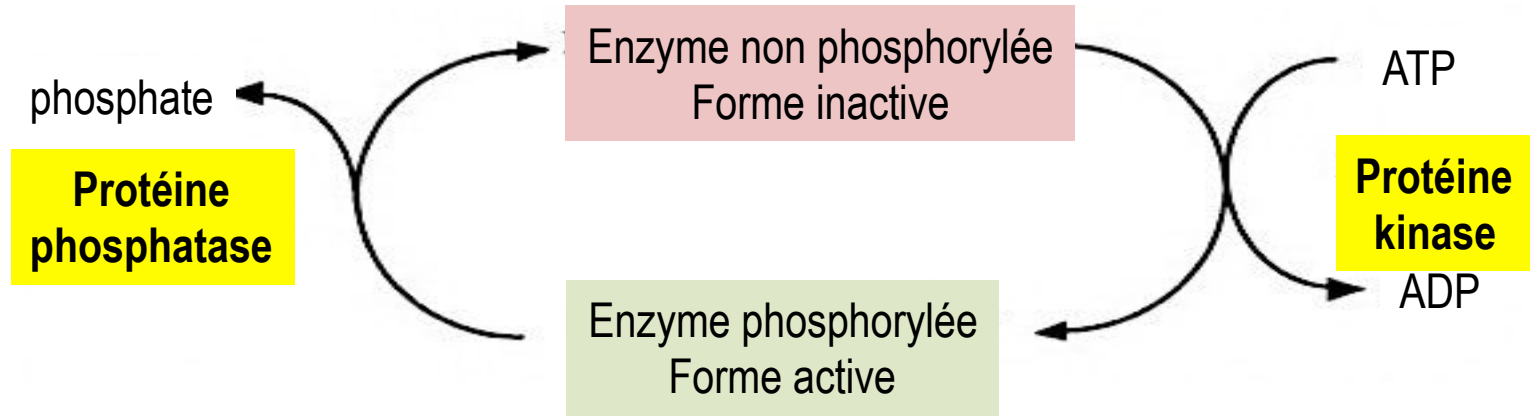 Enzyme non phosphorylée
Forme inactive
phosphate
ATP
Protéine
phosphatase
Protéine
kinase
ADP
Enzyme phosphorylée
Forme active